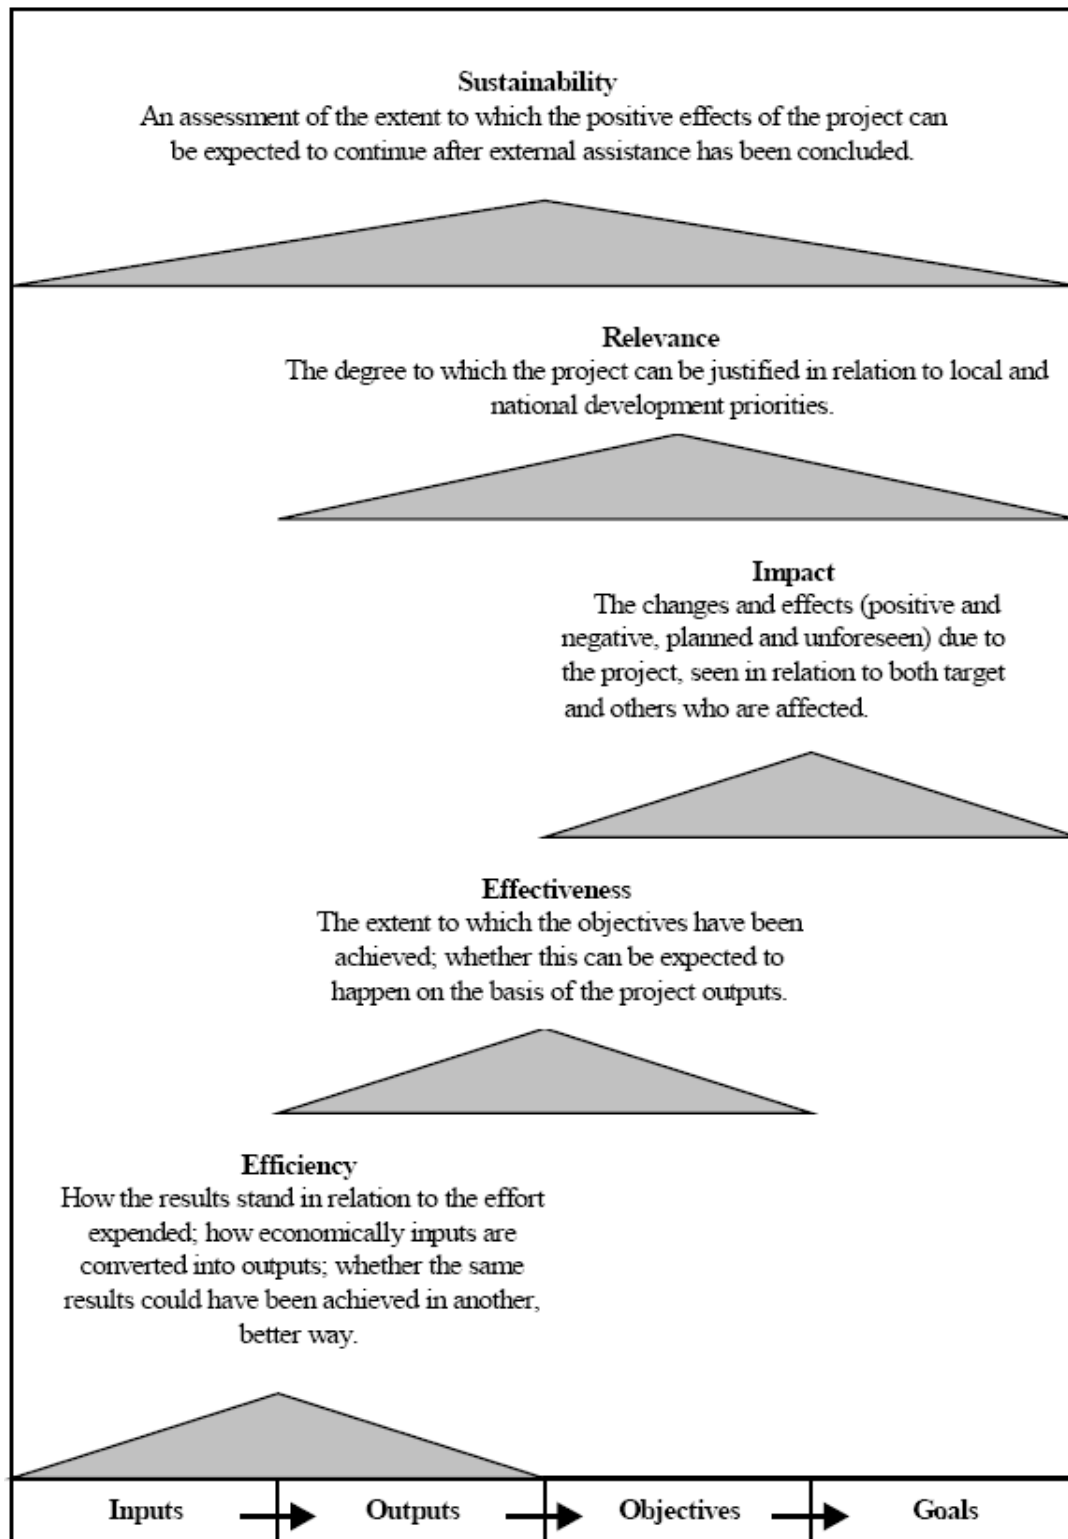 Sustainability
An assessment of the extent to which the positive effects of the project can
be expected to continue after external assistance has been concluded.
Relevance
The degree to which the project can be justified in relation to local and
national development priorities.
Impact
The changes and effects (positive and
negative, planned and unforeseen) due to
the project, seen in relation to both target
and others who are affected.
Effectiveness
The extent to which the objectives have been
achieved; whether this can be expected to
happen on the basis of the project outputs.
Efficiency
How the results stand in relation to the effort
expended; how economically inputs are
converted into outputs; whether the same
results could have been achieved in another,
better way.
Inputs Outputs Objectives Goals